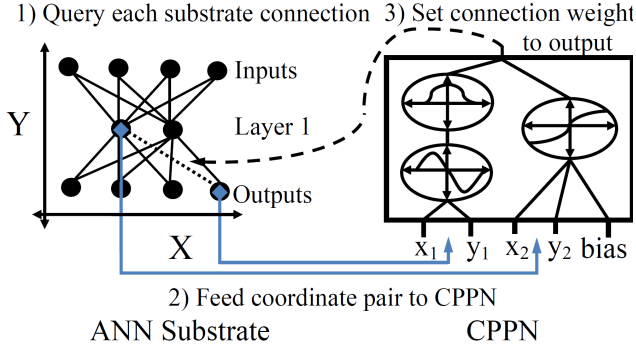 1) Query each substrate connection
3) Set connection weight
to output
Y
Inputs
Layer 1
Outputs
X
x1 y1 x2 y2 bias
2) Feed coordinate pair to CPPN
ANN Substrate
CPPN